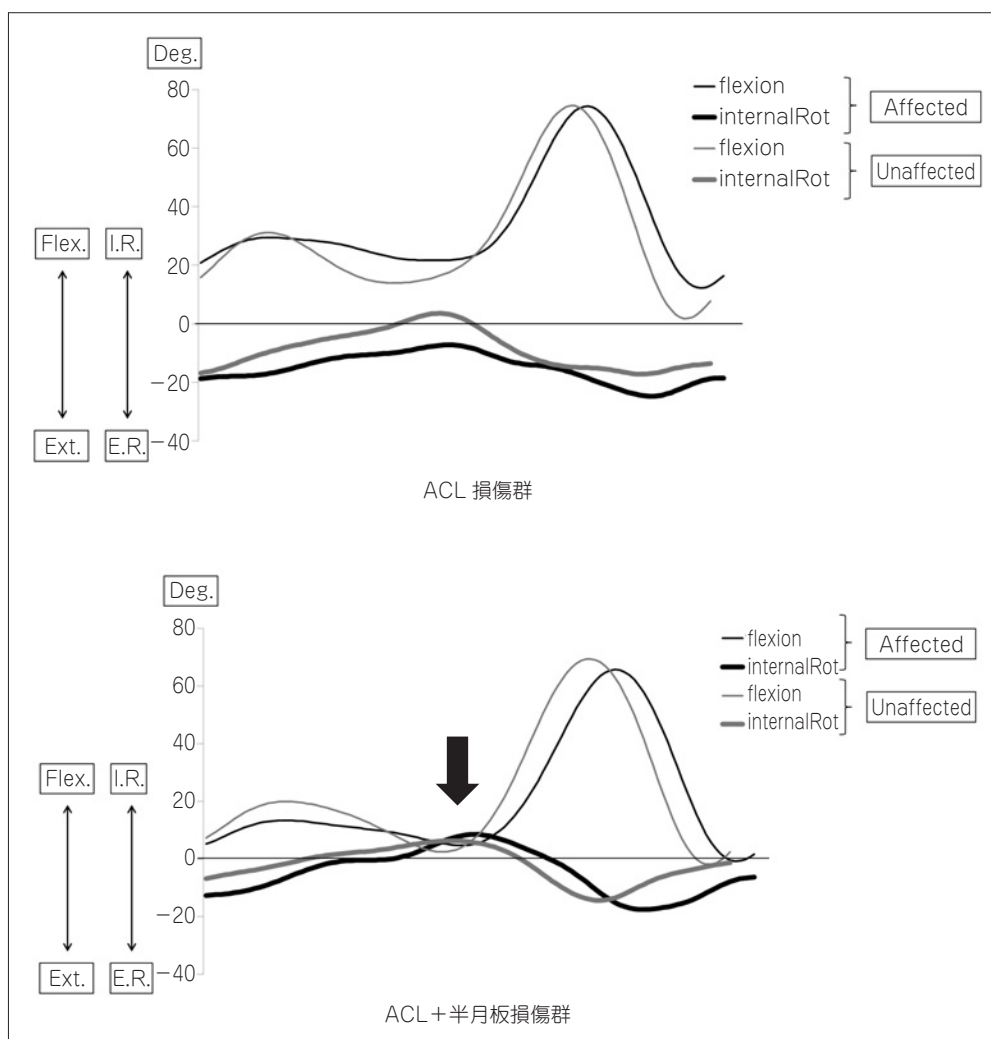 Deg.
80
60
40
20
0
−20
−40
Flex.
I.R.
Ext.
E.R.
flexion
internalRot
Affected
flexion
internalRot
Unaffected
ACL 損傷群
Deg.
80
60
40
20
0
−20
−40
Flex.
I.R.
Ext.
E.R.
flexion
internalRot
Affected
flexion
internalRot
Unaffected
ACL+半月板損傷群